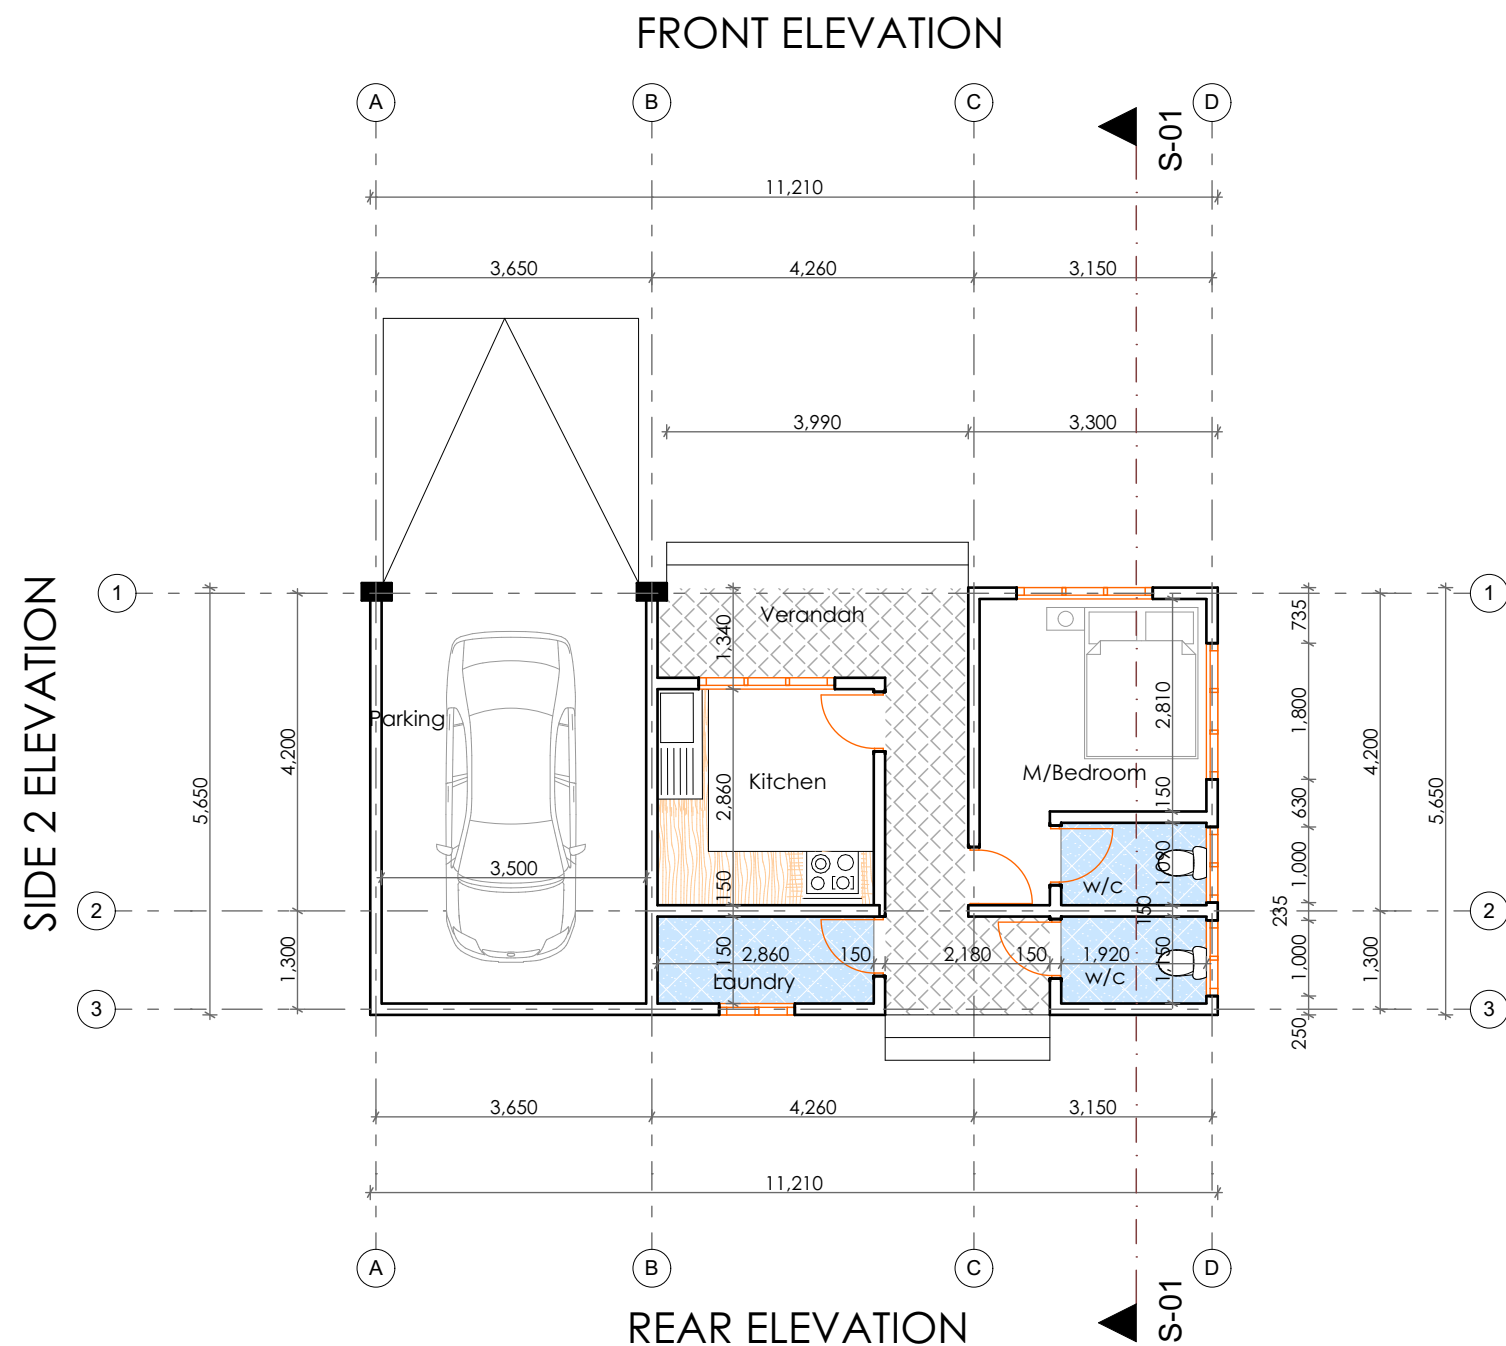 FRONT ELEVATION
A
B
C
D
S-01
11,210
3,650
4,260
3,150
3,990
3,300
SIDE 2 ELEVATION
1
1
Verandah
1,340
735
Parking
4,200
5,650
2,810
1,800
4,200
5,650
M/Bedroom
Kitchen
2,860
150
630
3,500
150
1,090
w/c
1,000
2
150
235
2
1,300
1,150
2,860
150
2,180
150
1,920
1,150
1,000
1,300
Laundry
w/c
3
250
3
3,650
4,260
3,150
11,210
A
B
C
D
S-01
REAR ELEVATION